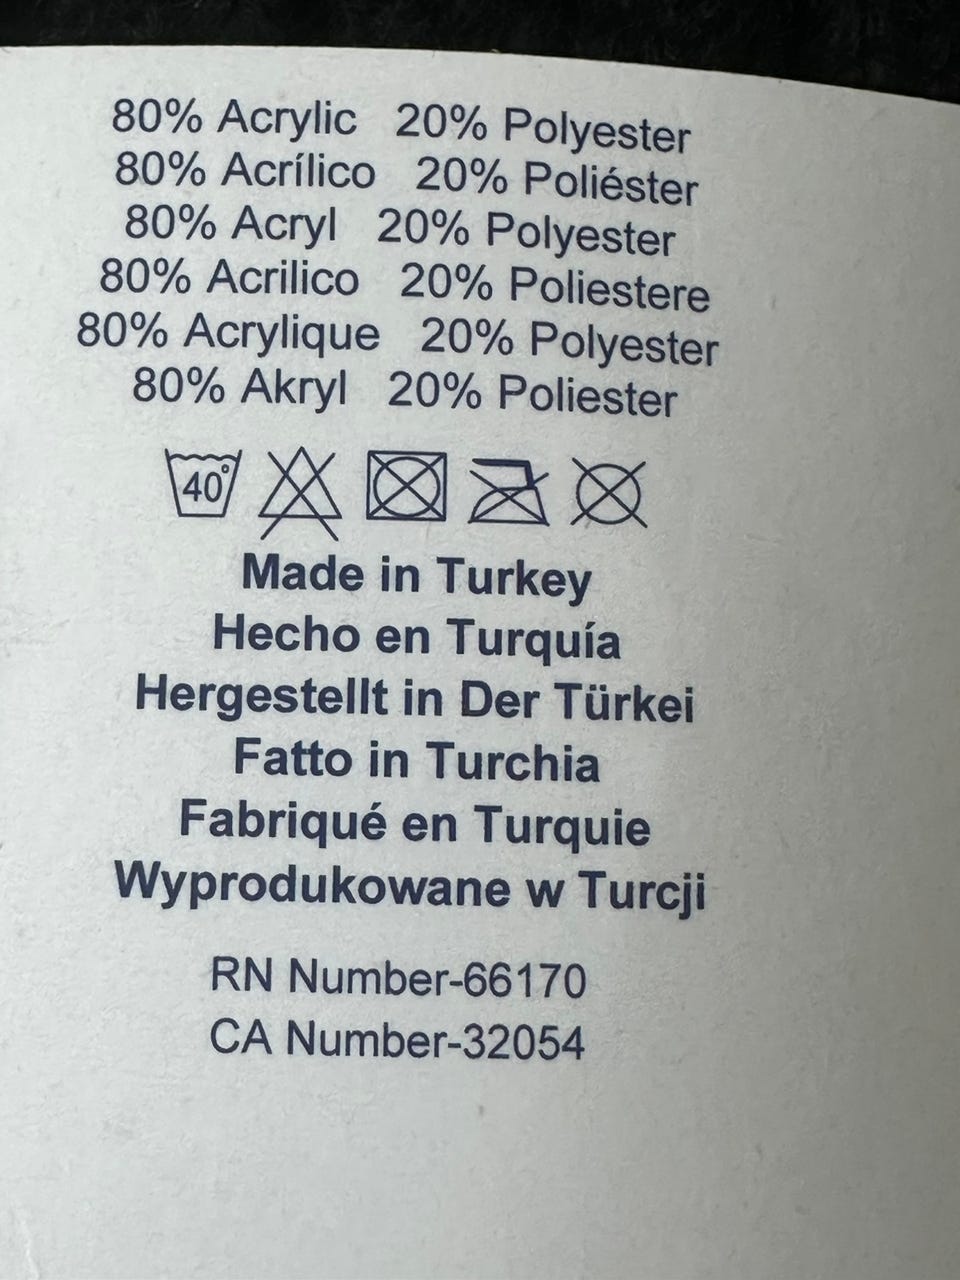 80% Acrylic 20% Polyester
80% Acrílico 20% Poliéster
80% Acryl 20% Polyester
80% Acrilico 20% Poliestere
80% Acrylique 20% Polyester
80% Akryl 20% Poliester
40°
Made in Turkey
Hecho en Turquía
Hergestellt in Der Türkei
Fatto in Turchia
Fabriqué en Turquie
Wyprodukowane w Turcji
RN Number-66170
CA Number-32054